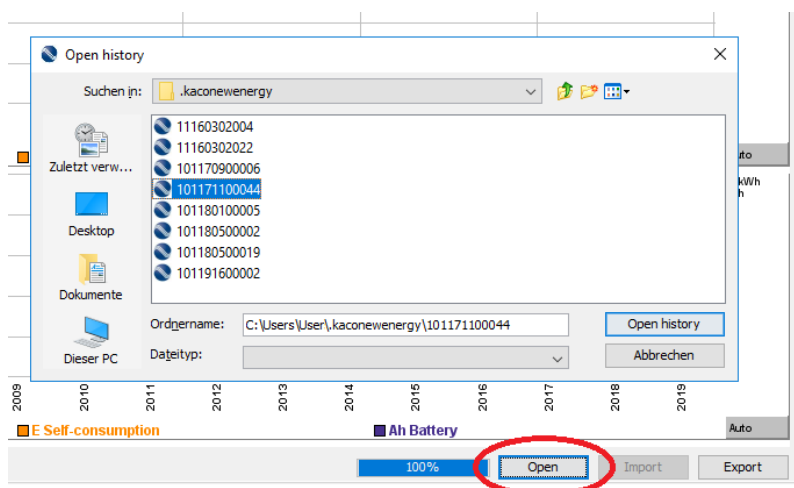 Open history
Suchen in:
.kaconewenergy
11160302004
11160302022
101170900006
101171100044
101180100005
101180500002
101180500019
101191600002
Zuletzt verw...
Desktop
Dokumente
Dieser PC
Ordnername:
C:\Users\User\.kaconewenergy\101171100044
Open history
Dateityp:
Abbrechen
uto
kWh
h
2009
2010
2011
2012
2013
2014
2015
2016
2017
2018
2019
E Self-consumption
Ah Battery
Auto
100%
Open
Import
Export